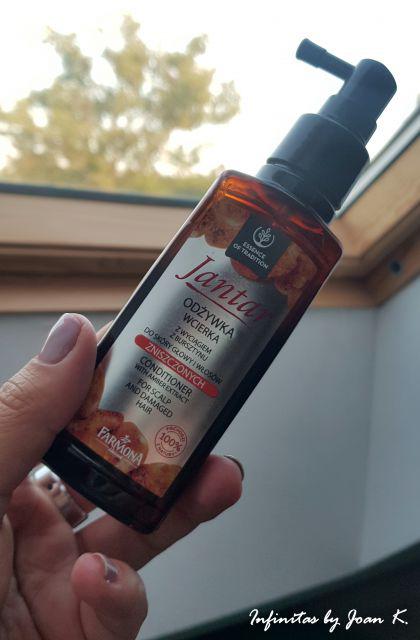 ESSENCE
OF TRADITION
Jantar
ODŻYWKA
WCIERKA
Z WYCIĄGIEM
Z BURSZTYNU
DO SKÓRY GŁOWY I WŁOSÓW
ZNISZCZONYCH
CONDITIONER
WITH AMBER EXTRACT
FOR SCALP
AND DAMAGED
HAIR
FARMONA
100%
Infinitas by Joan K.